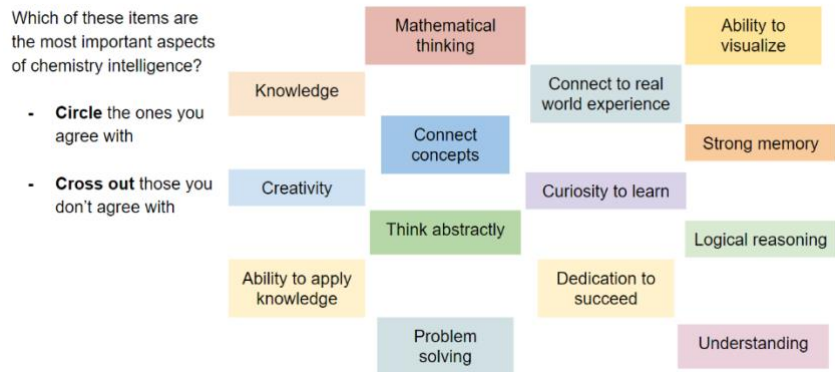 Which of these items are
the most important aspects
of chemistry intelligence?
- Circle the ones you
agree with
- Cross out those you
don't agree with
Mathematical
thinking
Ability to
visualize
Knowledge
Connect to real
world experience
Connect
concepts
Strong memory
Creativity
Curiosity to learn
Think abstractly
Logical reasoning
Ability to apply
knowledge
Dedication to
succeed
Problem
solving
Understanding